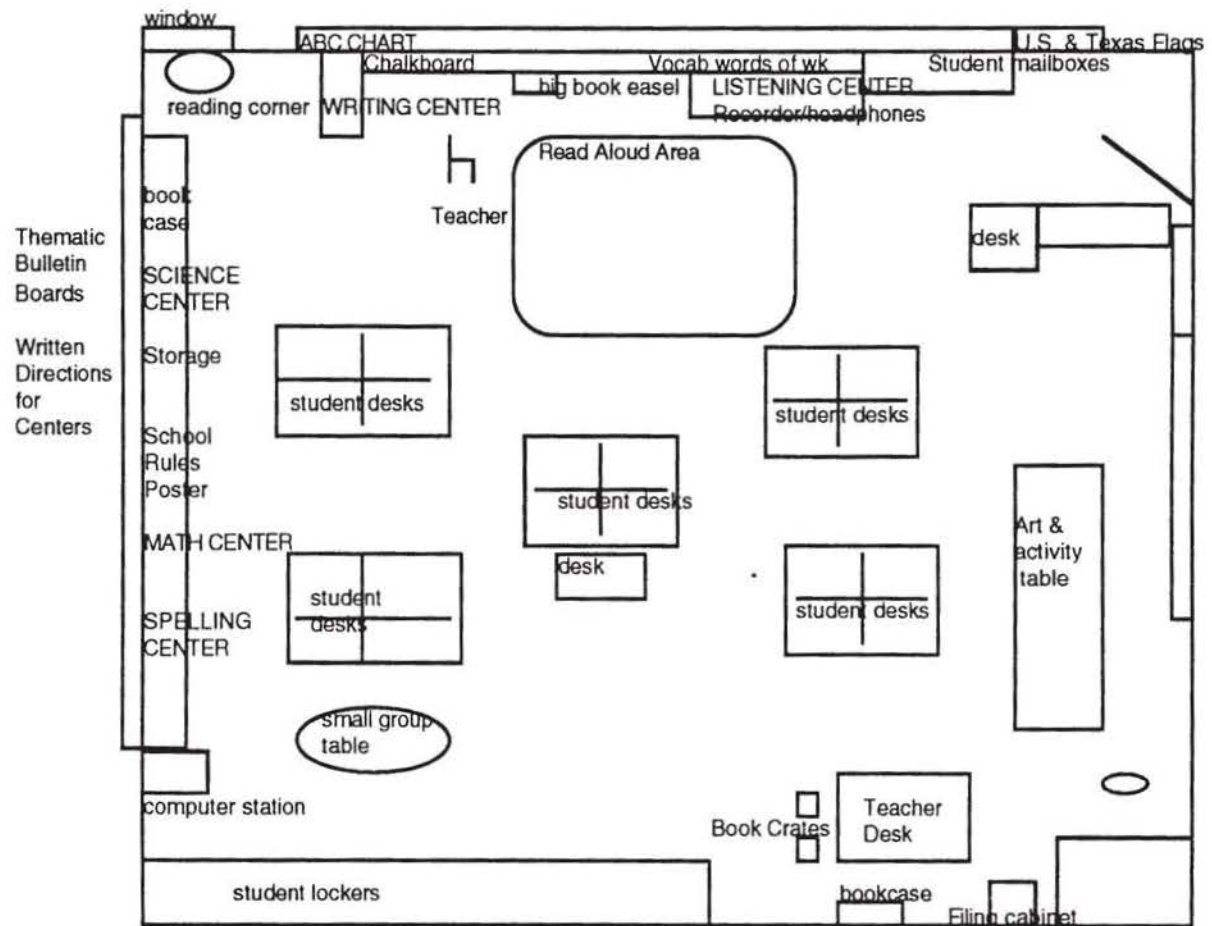 window
ABC CHART
U.S. & Texas Flags
Chalkboard
Vocab words of wk
Student mailboxes
reading corner
WRITING CENTER
big book easel
LISTENING CENTER
Recorder/headphones
Read Aloud Area
Teacher
book
case
desk
Thematic
Bulletin
Boards
SCIENCE
CENTER
Written
Directions
for
Centers
Storage
student desks
student desks
School
Rules
Poster
student desks
MATH CENTER
desk
Art &
activity
table
student
desks
student desks
SPELLING
CENTER
small group
table
computer station
Book Crates
Teacher
Desk
student lockers
bookcase
Filing cabinet